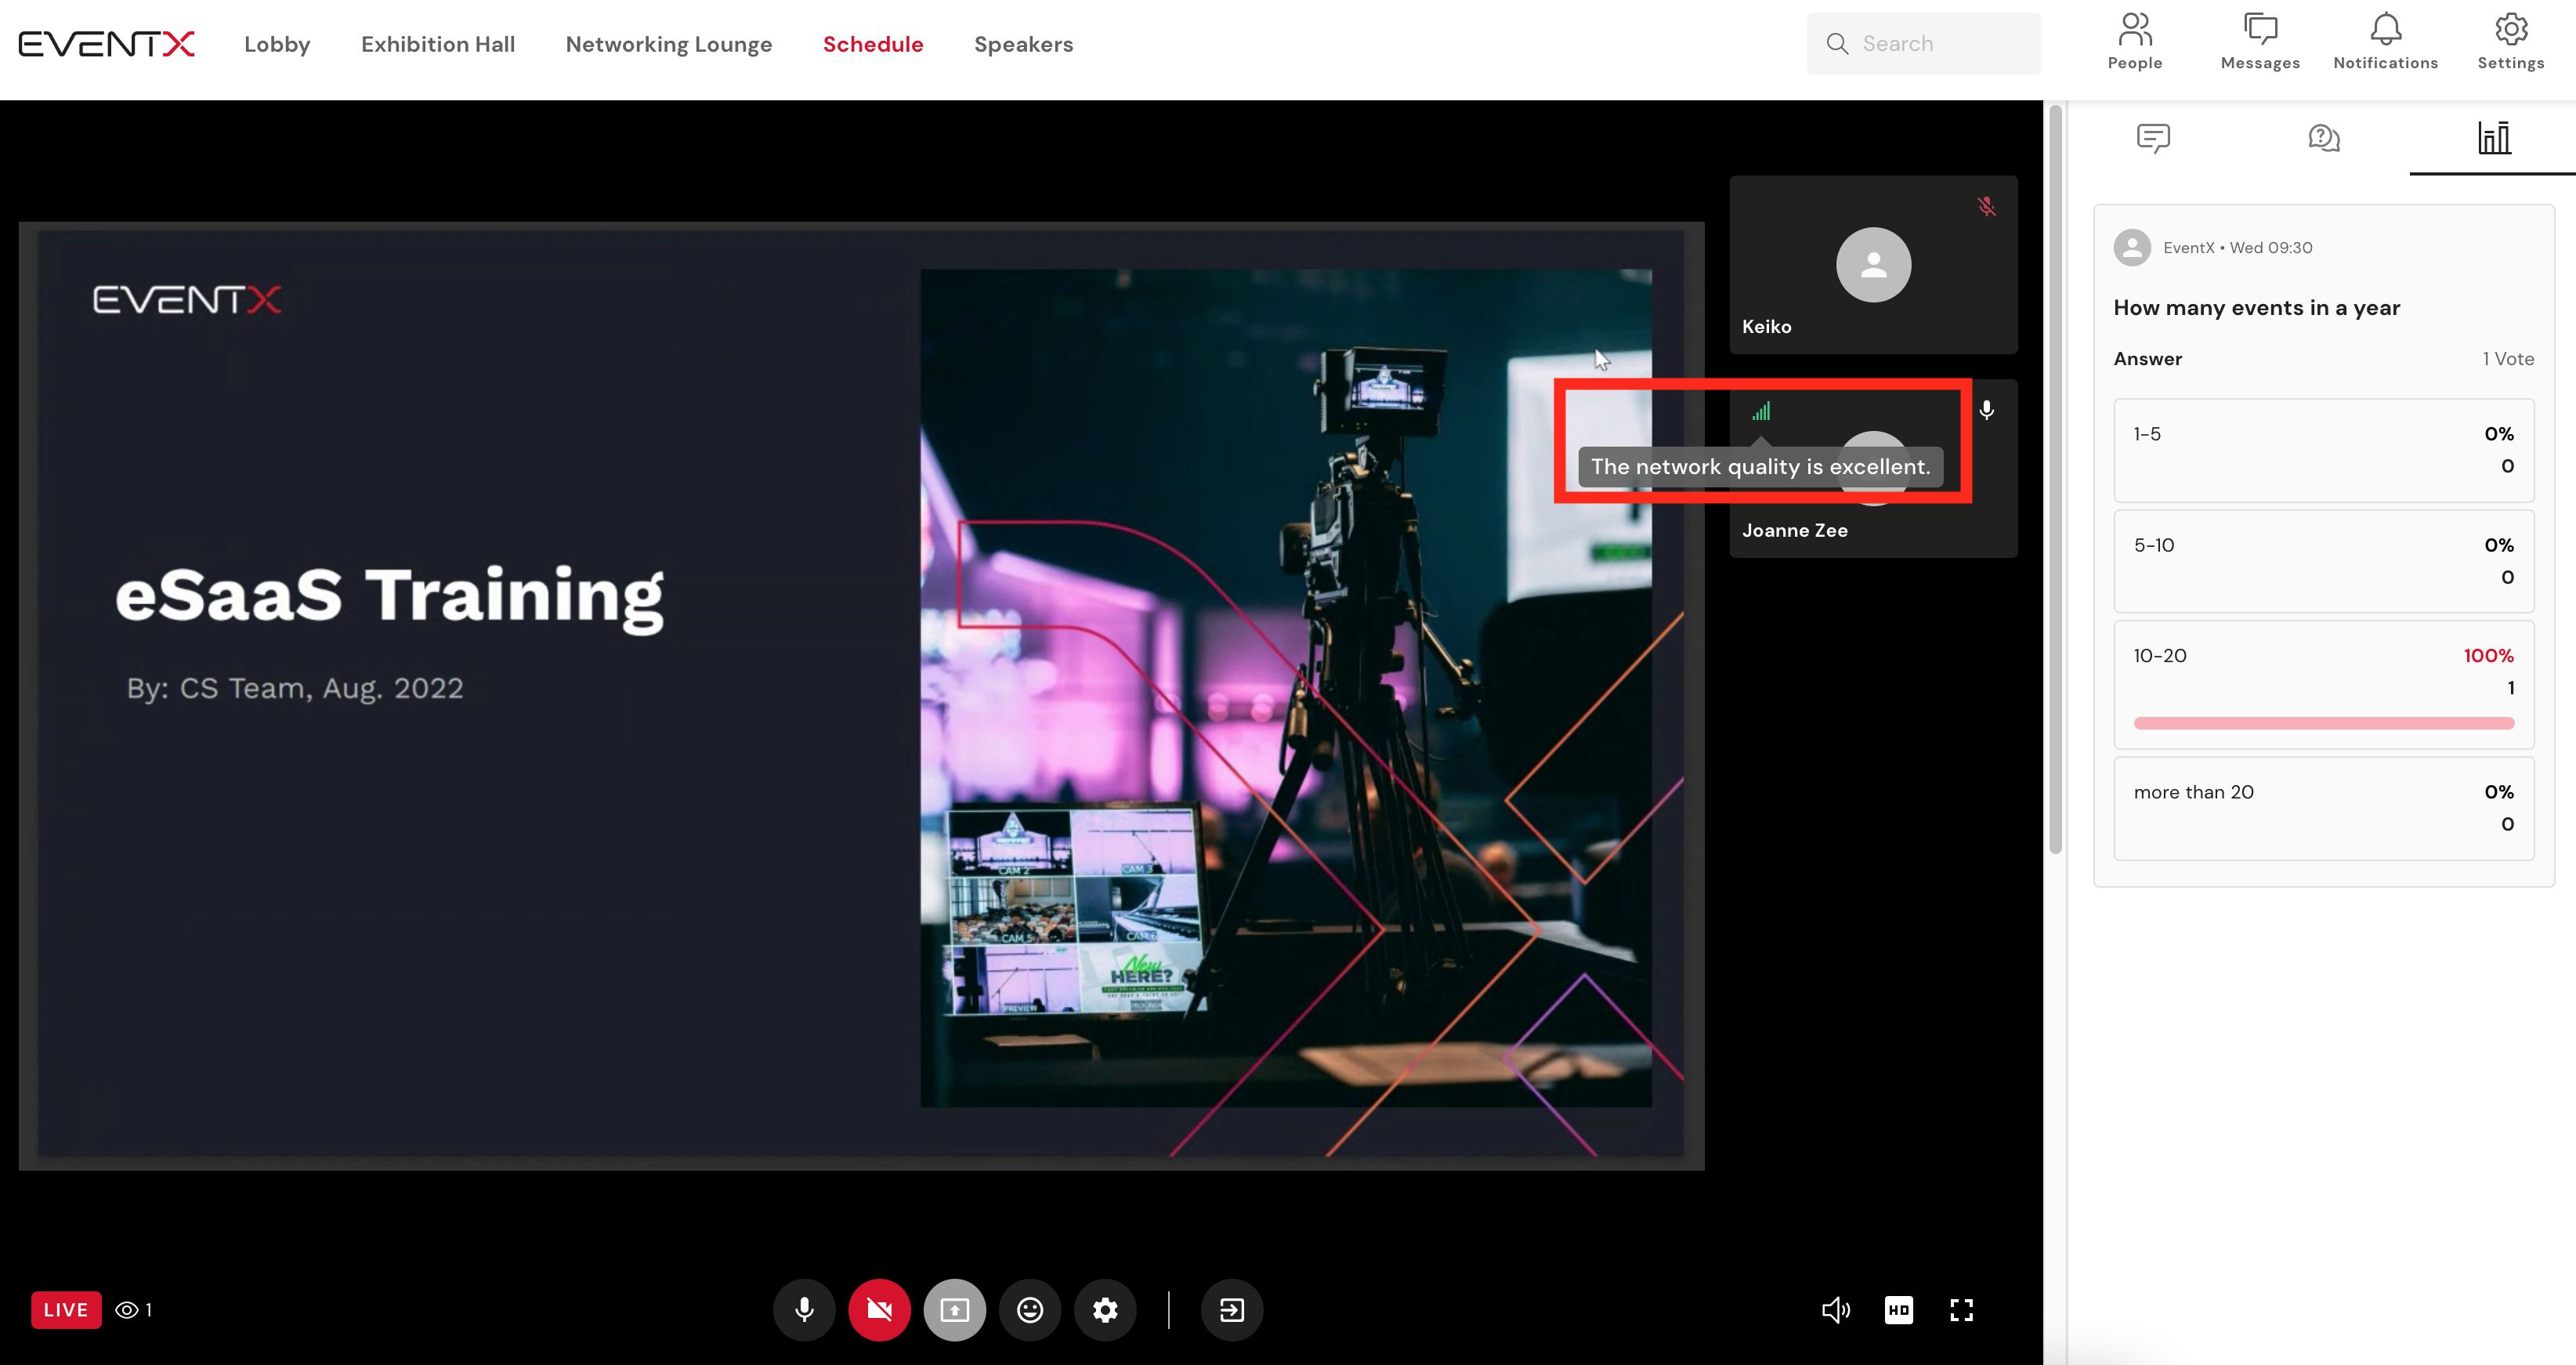 EVENTX
Lobby
Exhibition Hall
Networking Lounge
Schedule
Speakers
Search
People
Messages
Notifications
Settings
EVENTX
eSaaS Training
By: CS Team, Aug. 2022
CAM 2
CAM 3
CAM 5
CAM 6
PREVIEW
New
HERE?
PROGRAM
Keiko
The network quality is excellent.
Joanne Zee
EventX • Wed 09:30
How many events in a year
Answer
1 Vote
1-5
0%
0
5-10
0%
0
10-20
100%
1
more than 20
0%
0
LIVE
1
HD